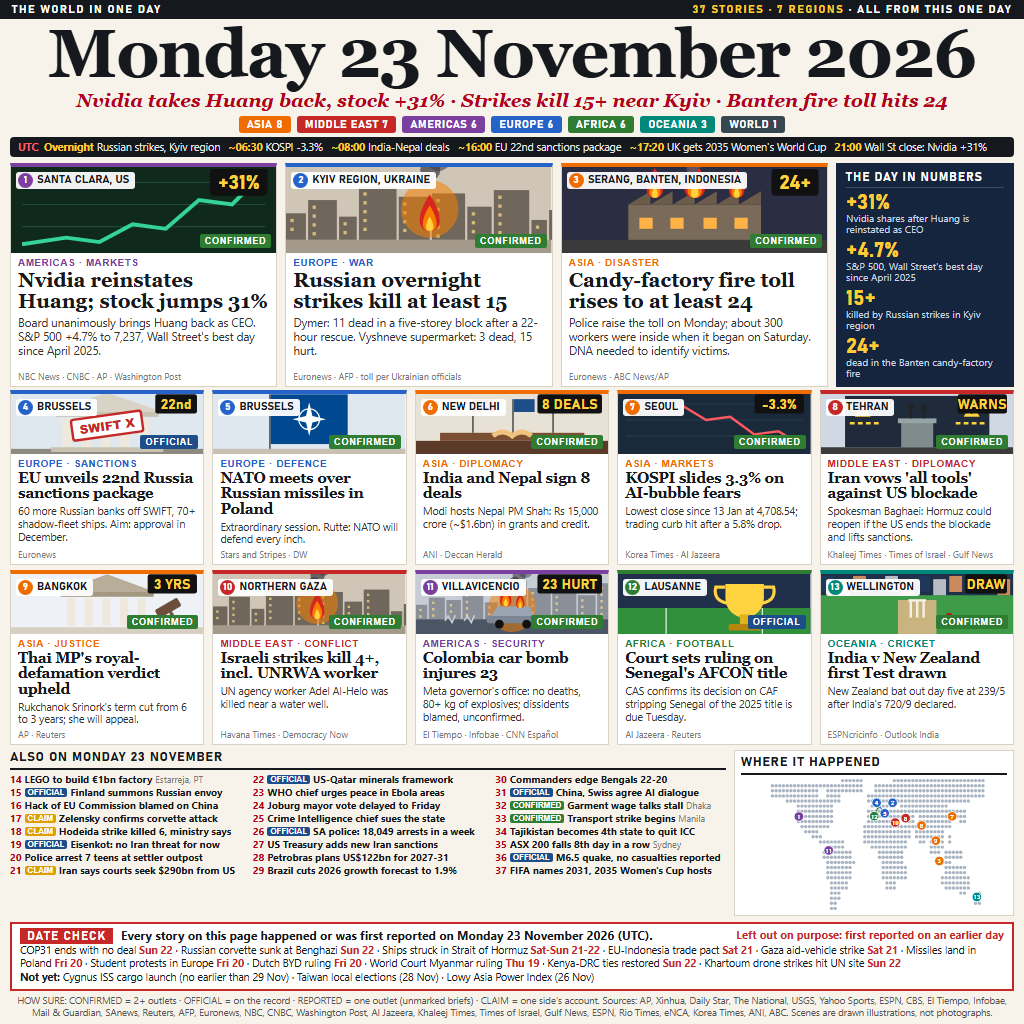 THE WORLD IN ONE DAY
37 STORIES · 7 REGIONS · ALL FROM THIS ONE DAY
Monday 23 November 2026
Nvidia takes Huang back, stock +31% · Strikes kill 15+ near Kyiv · Banten fire toll hits 24
ASIA 8 MIDDLE EAST 7 AMERICAS 6 EUROPE 6 AFRICA 6 OCEANIA 3 WORLD 1
UTC Overnight Russian strikes, Kyiv region ~06:30 KOSPI -3.3% ~08:00 India-Nepal deals ~16:00 EU 22nd sanctions package ~17:20 UK gets 2035 Women's World Cup 21:00 Wall St close: Nvidia +31%
1 SANTA CLARA, US
+31%
CONFIRMED
AMERICAS · MARKETS
Nvidia reinstates
Huang; stock jumps 31%
Board unanimously brings Huang back as CEO.
S&P 500 +4.7% to 7,237, Wall Street's best day
since April 2025.
NBC News · CNBC · AP · Washington Post
2 KYIV REGION, UKRAINE
CONFIRMED
EUROPE · WAR
Russian overnight
strikes kill at least 15
Dymer: 11 dead in a five-storey block after a 22-
hour rescue. Vyshneve supermarket: 3 dead, 15
hurt.
Euronews · AFP · toll per Ukrainian officials
3 SERANG, BANTEN, INDONESIA
24+
CONFIRMED
ASIA · DISASTER
Candy-factory fire toll
rises to at least 24
Police raise the toll on Monday; about 300
workers were inside when it began on Saturday.
DNA needed to identify victims.
Euronews · ABC News/AP
THE DAY IN NUMBERS
+31%
Nvidia shares after Huang is
reinstated as CEO
+4.7%
S&P 500, Wall Street's best day
since April 2025
15+
killed by Russian strikes in Kyiv
region
24+
dead in the Banten candy-factory
fire
4 BRUSSELS
22nd
SWIFT X
OFFICIAL
EUROPE · SANCTIONS
EU unveils 22nd Russia
sanctions package
60 more Russian banks off SWIFT, 70+
shadow-fleet ships. Aim: approval in
December.
Euronews
5 BRUSSELS
CONFIRMED
EUROPE · DEFENCE
NATO meets over
Russian missiles in
Poland
Extraordinary session. Rutte: NATO will
defend every inch.
Stars and Stripes · DW
6 NEW DELHI
8 DEALS
CONFIRMED
ASIA · DIPLOMACY
India and Nepal sign 8
deals
Modi hosts Nepal PM Shah: Rs 15,000
crore (~$1.6bn) in grants and credit.
ANI · Deccan Herald
7 SEOUL
-3.3%
CONFIRMED
ASIA · MARKETS
KOSPI slides 3.3% on
AI-bubble fears
Lowest close since 13 Jan at 4,708.54;
trading curb hit after a 5.8% drop.
Korea Times · Al Jazeera
8 TEHRAN
WARNS
CONFIRMED
MIDDLE EAST · DIPLOMACY
Iran vows 'all tools'
against US blockade
Spokesman Baghaei: Hormuz could
reopen if the US ends the blockade
and lifts sanctions.
Khaleej Times · Times of Israel · Gulf News
9 BANGKOK
3 YRS
CONFIRMED
ASIA · JUSTICE
Thai MP's royal-
defamation verdict
upheld
Rukchanok Srinork's term cut from 6
to 3 years; she will appeal.
AP · Reuters
10 NORTHERN GAZA
CONFIRMED
MIDDLE EAST · CONFLICT
Israeli strikes kill 4+,
incl. UNRWA worker
UN agency worker Adel Al-Helo was
killed near a water well.
Havana Times · Democracy Now
11 VILLAVICENCIO
23 HURT
CONFIRMED
AMERICAS · SECURITY
Colombia car bomb
injures 23
Meta governor's office: no deaths,
80+ kg of explosives; dissidents
blamed, unconfirmed.
El Tiempo · Infobae · CNN Español
12 LAUSANNE
OFFICIAL
AFRICA · FOOTBALL
Court sets ruling on
Senegal's AFCON title
CAS confirms its decision on CAF
stripping Senegal of the 2025 title is
due Tuesday.
Al Jazeera · Reuters
13 WELLINGTON
DRAW
CONFIRMED
OCEANIA · CRICKET
India v New Zealand
first Test drawn
New Zealand bat out day five at 239/5
after India's 720/9 declared.
ESPNcricinfo · Outlook India
ALSO ON MONDAY 23 NOVEMBER
14 LEGO to build €1bn factory Estarreja, PT
15 OFFICIAL Finland summons Russian envoy
16 Hack of EU Commission blamed on China
17 CLAIM Zelensky confirms corvette attack
18 CLAIM Hodeida strike killed 6, ministry says
19 OFFICIAL Eisenkot: no Iran threat for now
20 Police arrest 7 teens at settler outpost
21 CLAIM Iran says courts seek $290bn from US
22 OFFICIAL US-Qatar minerals framework
23 WHO chief urges peace in Ebola areas
24 Joburg mayor vote delayed to Friday
25 Crime Intelligence chief sues the state
26 OFFICIAL SA police: 18,049 arrests in a week
27 US Treasury adds new Iran sanctions
28 Petrobras plans US$122bn for 2027-31
29 Brazil cuts 2026 growth forecast to 1.9%
30 Commanders edge Bengals 22-20
31 OFFICIAL China, Swiss agree AI dialogue
32 CONFIRMED Garment wage talks stall Dhaka
33 CONFIRMED Transport strike begins Manila
34 Tajikistan becomes 4th state to quit ICC
35 ASX 200 falls 8th day in a row Sydney
36 OFFICIAL M6.5 quake, no casualties reported
37 FIFA names 2031, 2035 Women's Cup hosts
WHERE IT HAPPENED
DATE CHECK Every story on this page happened or was first reported on Monday 23 November 2026 (UTC). Left out on purpose: first reported on an earlier day
COP31 ends with no deal Sun 22 · Russian corvette sunk at Benghazi Sun 22 · Ships struck in Strait of Hormuz Sat-Sun 21-22 · EU-Indonesia trade pact Sat 21 · Gaza aid-vehicle strike Sat 21 · Missiles land in
Poland Fri 20 · Student protests in Europe Fri 20 · Dutch BYD ruling Fri 20 · World Court Myanmar ruling Thu 19 · Kenya-DRC ties restored Sun 22 · Khartoum drone strikes hit UN site Sun 22
Not yet: Cygnus ISS cargo launch (no earlier than 29 Nov) · Taiwan local elections (28 Nov) · Lowy Asia Power Index (26 Nov)
HOW SURE: CONFIRMED = 2+ outlets · OFFICIAL = on the record · REPORTED = one outlet (unmarked briefs) · CLAIM = one side's account. Sources: AP, Xinhua, Daily Star, The National, USGS, Yahoo Sports, ESPN, CBS, El Tiempo, Infobae,
Mail & Guardian, SAnews, Reuters, AFP, Euronews, NBC, CNBC, Washington Post, Al Jazeera, Khaleej Times, Times of Israel, Gulf News, ESPN, Rio Times, eNCA, Korea Times, ANI, ABC. Scenes are drawn illustrations, not photographs.